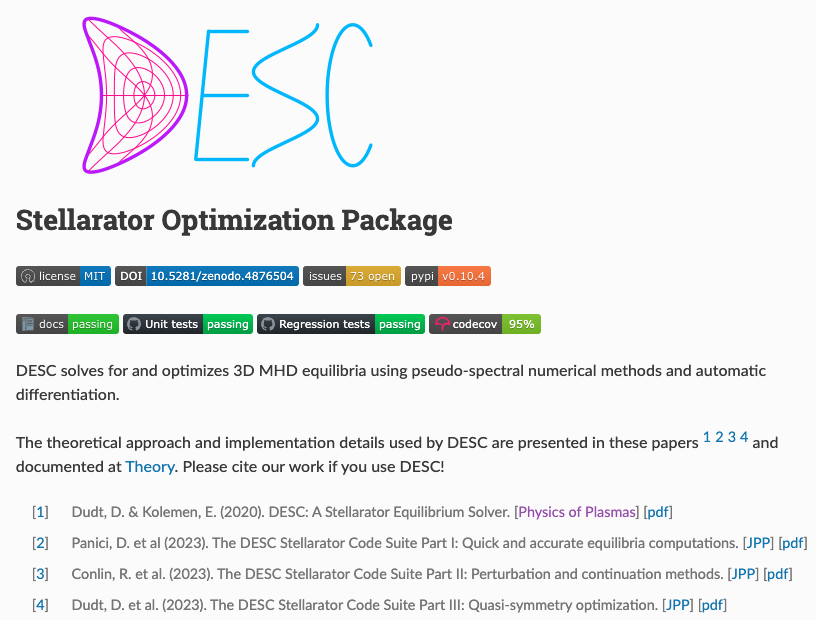 DESC
Stellarator Optimization Package
license MIT DOI 10.5281/zenodo.4876504 issues 73 open pypi v0.10.4
docs passing Unit tests passing Regression tests passing codecov 95%
DESC solves for and optimizes 3D MHD equilibria using pseudo-spectral numerical methods and automatic
differentiation.
The theoretical approach and implementation details used by DESC are presented in these papers 1 2 3 4 and
documented at Theory. Please cite our work if you use DESC!
[1] Dudt, D. & Kolemen, E. (2020). DESC: A Stellarator Equilibrium Solver. [Physics of Plasmas] [pdf]
[2] Panici, D. et al (2023). The DESC Stellarator Code Suite Part I: Quick and accurate equilibria computations. [JPP] [pdf]
[3] Conlin, R. et al. (2023). The DESC Stellarator Code Suite Part II: Perturbation and continuation methods. [JPP] [pdf]
[4] Dudt, D. et al. (2023). The DESC Stellarator Code Suite Part III: Quasi-symmetry optimization. [JPP] [pdf]